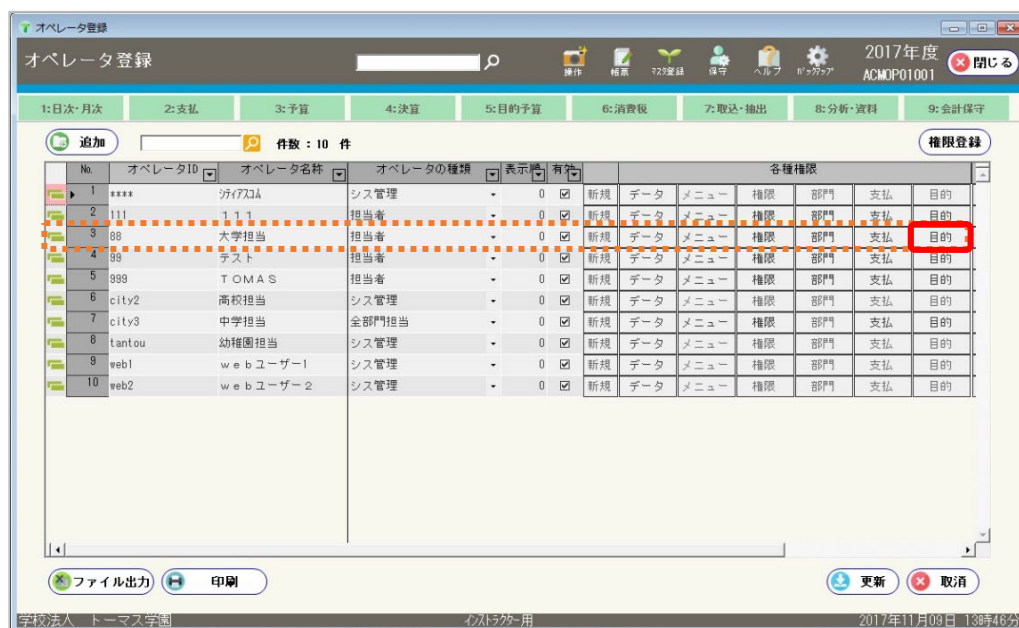 オペレータ登録
オペレータ登録 操作 帳票 マスタ登録 保守 ヘルプ ﾊﾞｯｸｱｯﾌﾟ 2017年度 ACMOP01001 閉じる
1:日次・月次 2:支払 3:予算 4:決算 5:目的予算 6:消費税 7:取込・抽出 8:分析・資料 9:会計保守
追加 件数 : 10 件 権限登録
No. オペレータID オペレータ名称 オペレータの種類 表示順 有効 各種権限
1 **** ｼﾃｨｱｽｺﾑ シス管理 0 新規 データ メニュー 権限 部門 支払 目的
2 111 １１１ 担当者 0 新規 データ メニュー 権限 部門 支払 目的
3 88 大学担当 担当者 0 新規 データ メニュー 権限 部門 支払 目的
4 99 テスト 担当者 0 新規 データ メニュー 権限 部門 支払 目的
5 999 ＴＯＭＡＳ 担当者 0 新規 データ メニュー 権限 部門 支払 目的
6 city2 高校担当 シス管理 0 新規 データ メニュー 権限 部門 支払 目的
7 city3 中学担当 全部門担当 0 新規 データ メニュー 権限 部門 支払 目的
8 tantou 幼稚園担当 シス管理 0 新規 データ メニュー 権限 部門 支払 目的
9 web1 ｗｅｂユーザー1 シス管理 0 新規 データ メニュー 権限 部門 支払 目的
10 web2 ｗｅｂユーザー２ シス管理 0 新規 データ メニュー 権限 部門 支払 目的
ファイル出力 印刷 更新 取消
学校法人 トーマス学園 ｲﾝｽﾄﾗｸﾀｰ用 2017年11月09日 13時46分